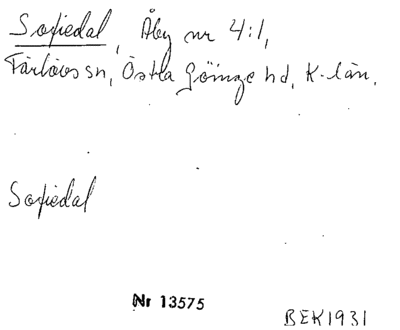 Sofiedal, Åby nr 4:1,
Färlövs sn, Östra Göinge hd, K-län.
Sofiedal
Nr 13575
BEK1931